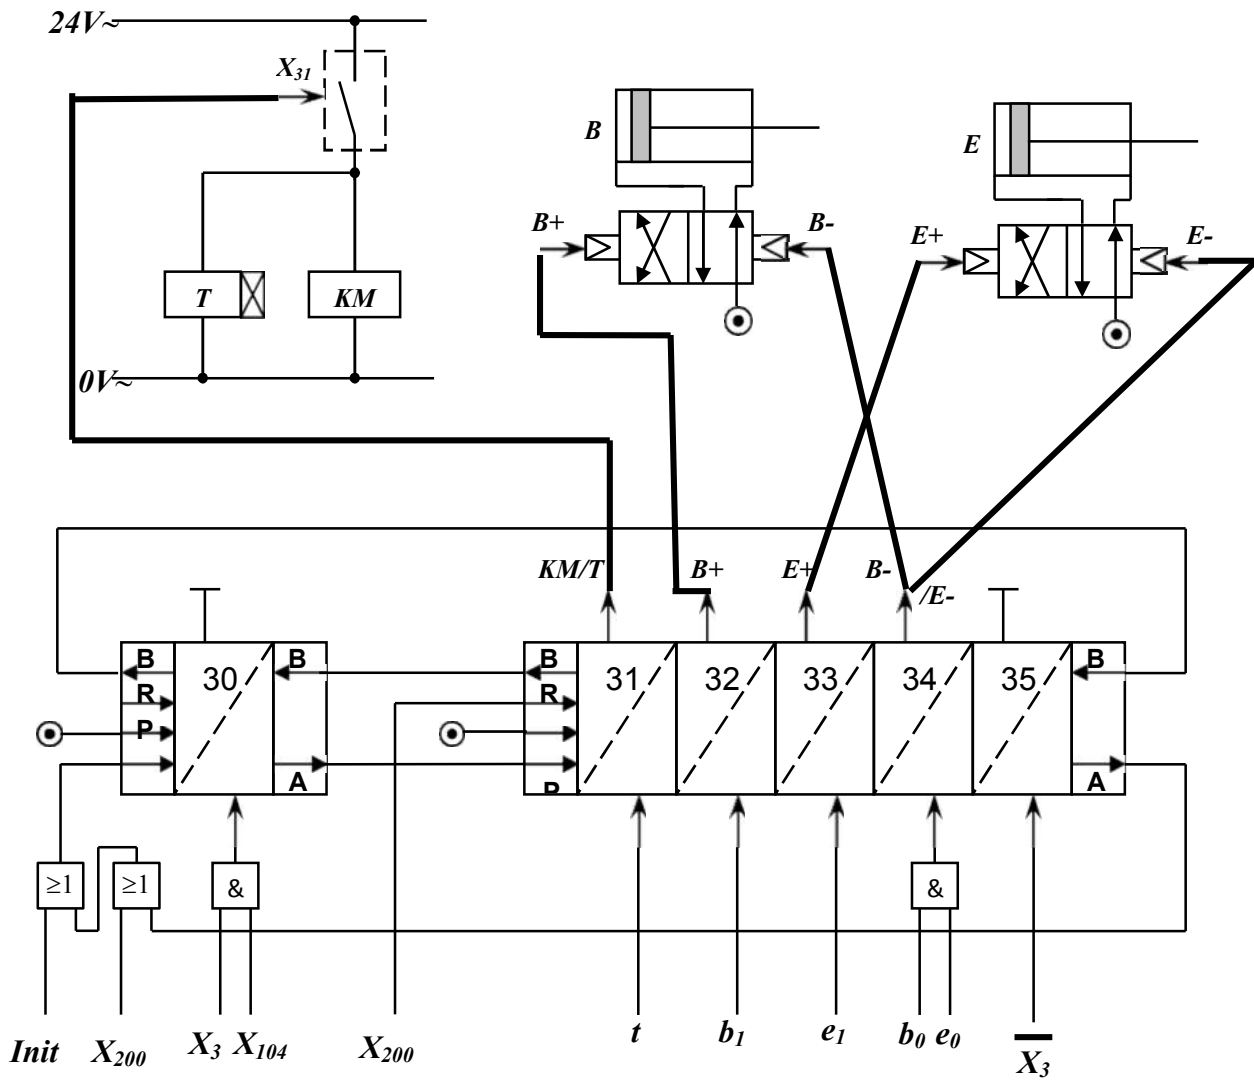 24V~
X31
B
E
B+
B-
E+
E-
T
KM
0V~
KM/T
B+
E+
B-
/E-
B
30
B
B
31
32
33
34
35
B
R
R
P
A
P
A
≥1
≥1
&
&
Init
X200
X3
X104
X200
t
b1
e1
b0
e0
X̅3